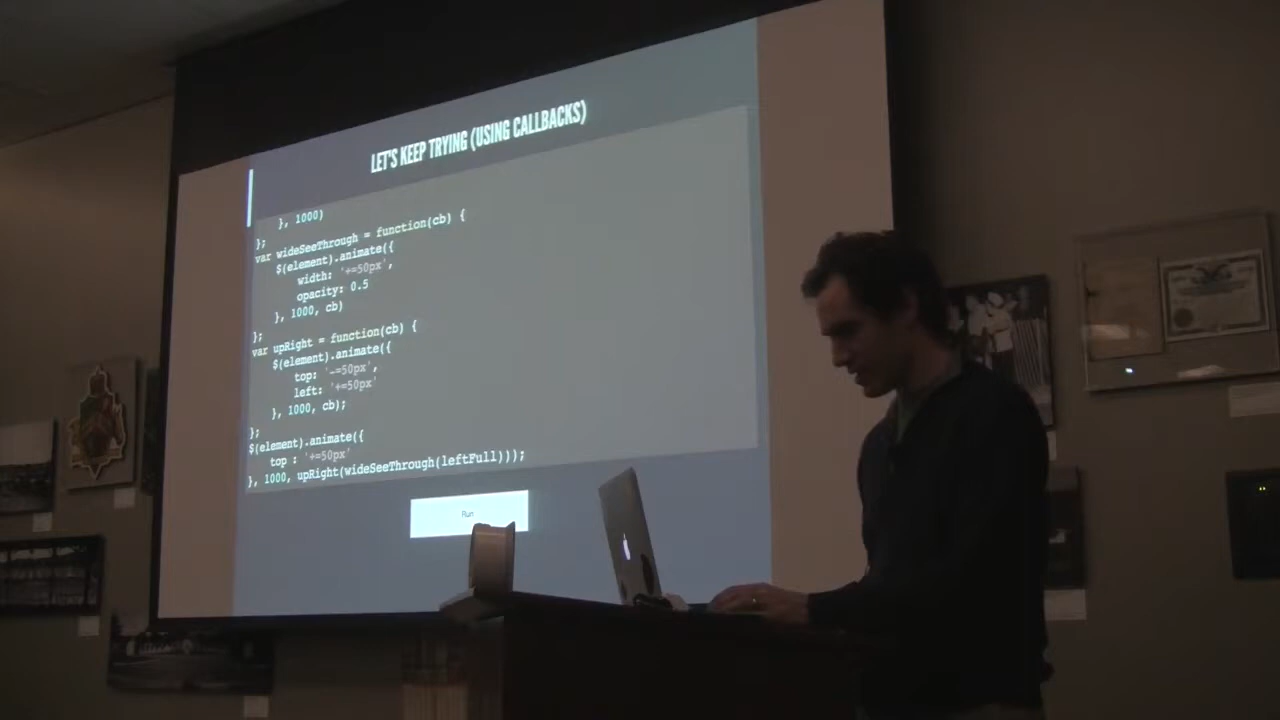 LET'S KEEP TRYING (USING CALLBACKS)
}, 1000)
};
var wideSeeThrough = function(cb) {
$(element).animate({
width: '+=50px',
opacity: 0.5
}, 1000, cb)
};
var upRight = function(cb) {
$(element).animate({
top: '-=50px',
left: '+=50px'
}, 1000, cb);
};
$(element).animate({
top : '+=50px'
}, 1000, upRight(wideSeeThrough(leftFull)));
Run